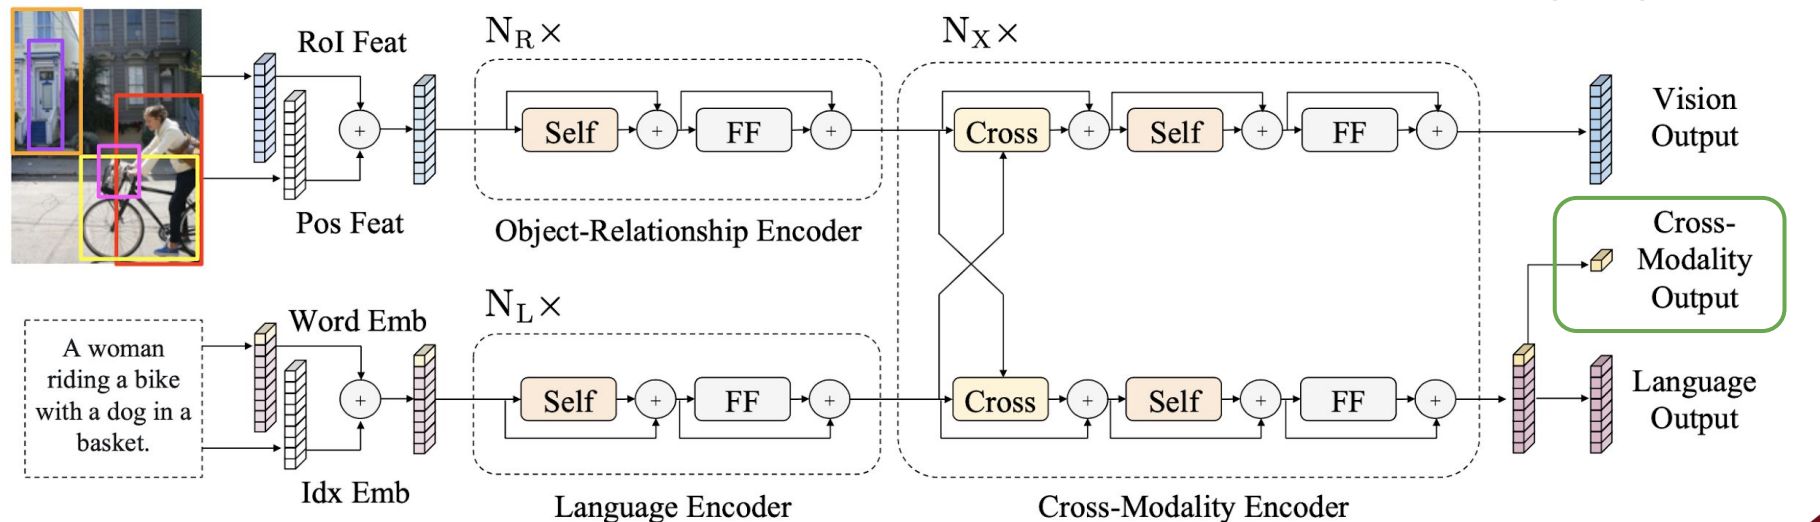 RoI Feat
Pos Feat
N_R ×
Self
+
FF
+
+
Object-Relationship Encoder
A woman
riding a bike
with a dog in a
basket.
Word Emb
Idx Emb
+
N_L ×
Self
+
FF
+
Language Encoder
N_X ×
Cross
+
Self
+
FF
+
Cross
+
Self
+
FF
+
Cross-Modality Encoder
Vision
Output
Cross-
Modality
Output
Language
Output